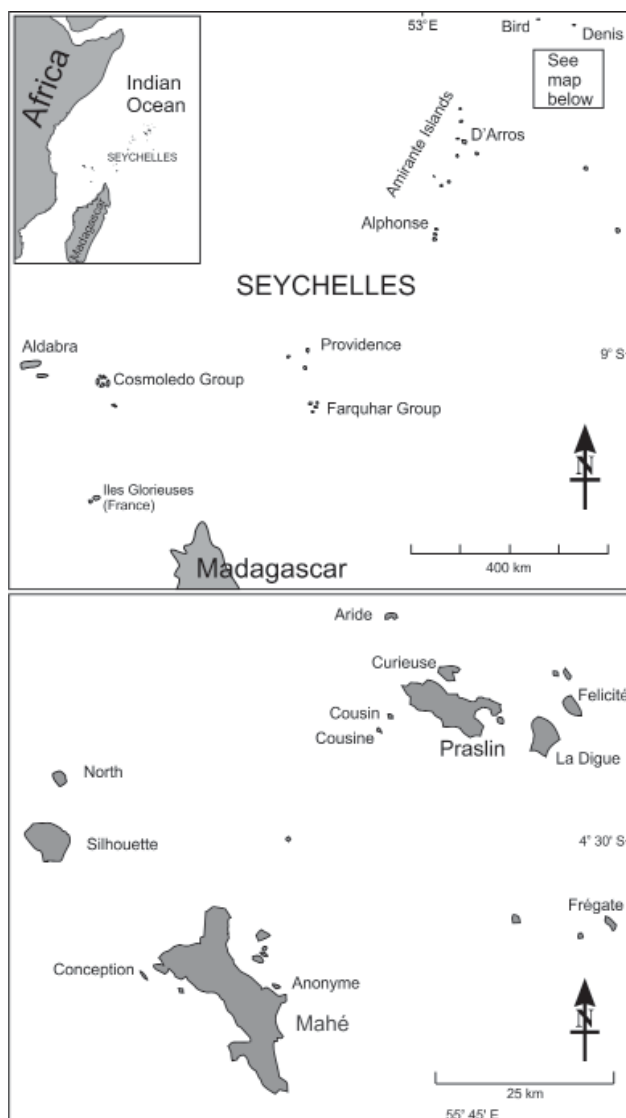 53° E
Bird
Denis
Africa
Indian
Ocean
SEYCHELLES
Madagascar
See
map
below
Amirante Islands
D'Arros
Alphonse
SEYCHELLES
Aldabra
Providence
9° S
Cosmoledo Group
Farquhar Group
N
Iles Glorieuses
(France)
Madagascar
400 km
Aride
Curieuse
Felicité
Cousin
Cousine
Praslin
La Digue
North
Silhouette
4° 30' S
Frégate
Conception
Anonyme
Mahé
N
25 km
55° 45' E